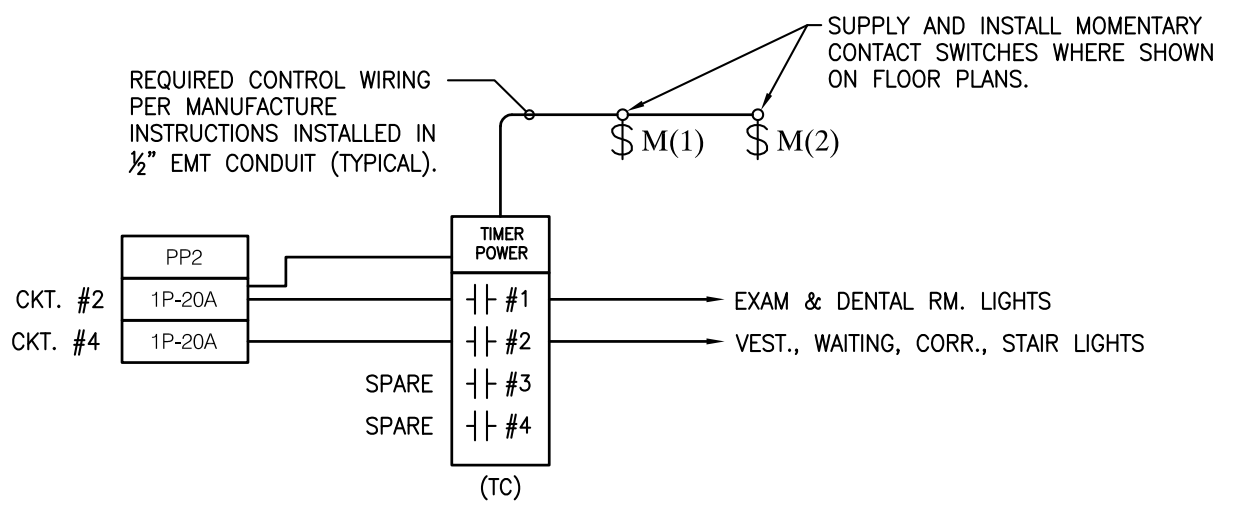 SUPPLY AND INSTALL MOMENTARY
CONTACT SWITCHES WHERE SHOWN
ON FLOOR PLANS.
REQUIRED CONTROL WIRING
PER MANUFACTURE
INSTRUCTIONS INSTALLED IN
½" EMT CONDUIT (TYPICAL).
$ M(1) $ M(2)
TIMER
POWER
PP2
CKT. #2 1P-20A #1 EXAM & DENTAL RM. LIGHTS
CKT. #4 1P-20A #2 VEST., WAITING, CORR., STAIR LIGHTS
SPARE #3
SPARE #4
(TC)